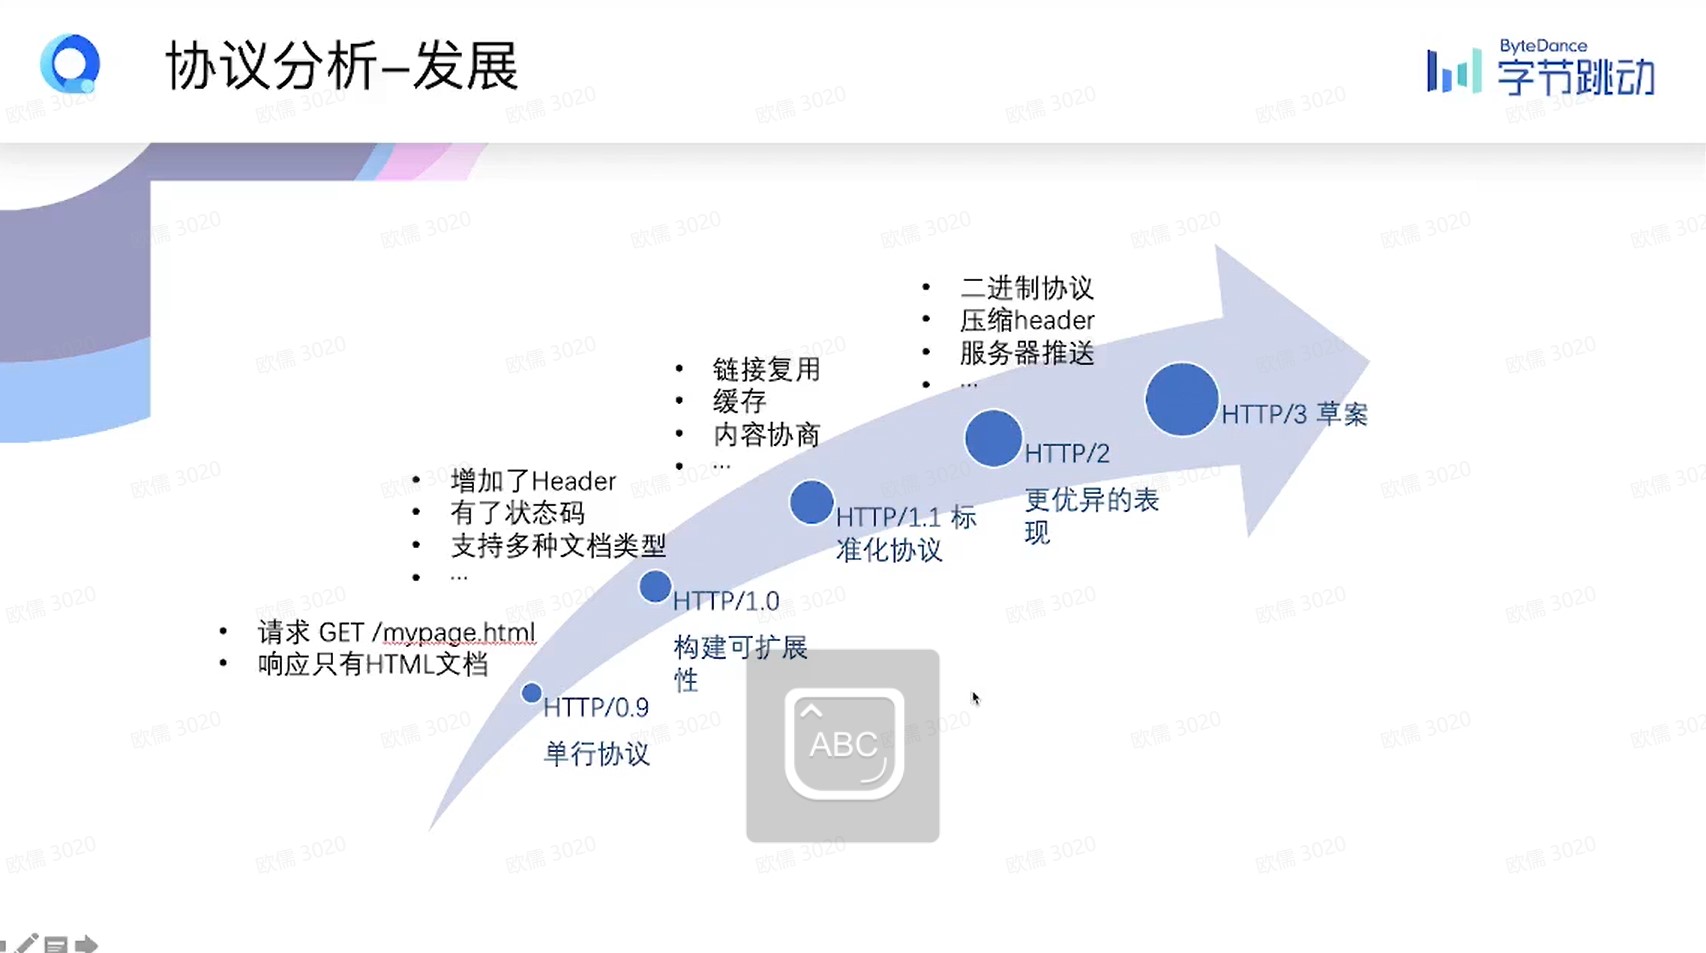 协议分析–发展
ByteDance
字节跳动
二进制协议
压缩header
服务器推送
...
链接复用
缓存
内容协商
...
HTTP/3 草案
HTTP/2
更优异的表
现
增加了Header
有了状态码
支持多种文档类型
...
HTTP/1.1 标
准化协议
HTTP/1.0
构建可扩展
性
请求 GET /mypage.html
响应只有HTML文档
HTTP/0.9
单行协议
ABC
欧儒 3020